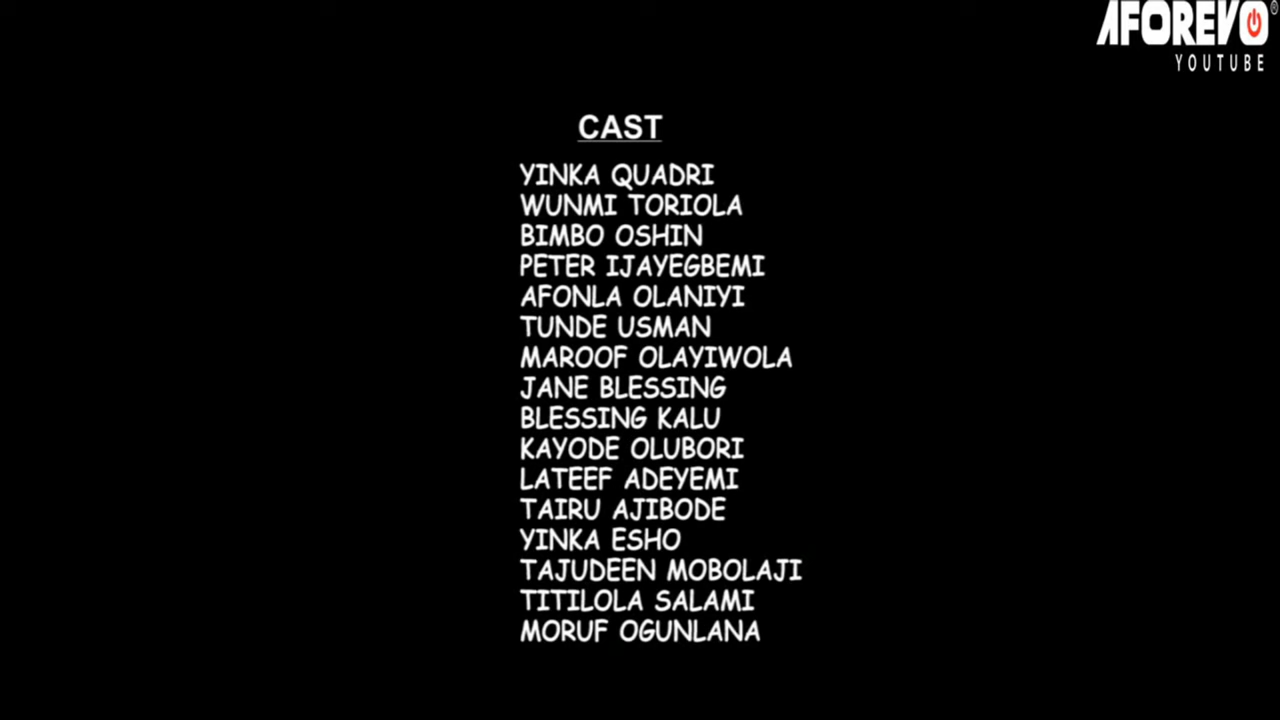 AFOREVO®
YOUTUBE
CAST
YINKA QUADRI
WUNMI TORIOLA
BIMBO OSHIN
PETER IJAYEGBEMI
AFONLA OLANIYI
TUNDE USMAN
MAROOF OLAYIWOLA
JANE BLESSING
BLESSING KALU
KAYODE OLUBORI
LATEEF ADEYEMI
TAIRU AJIBODE
YINKA ESHO
TAJUDEEN MOBOLAJI
TITILOLA SALAMI
MORUF OGUNLANA